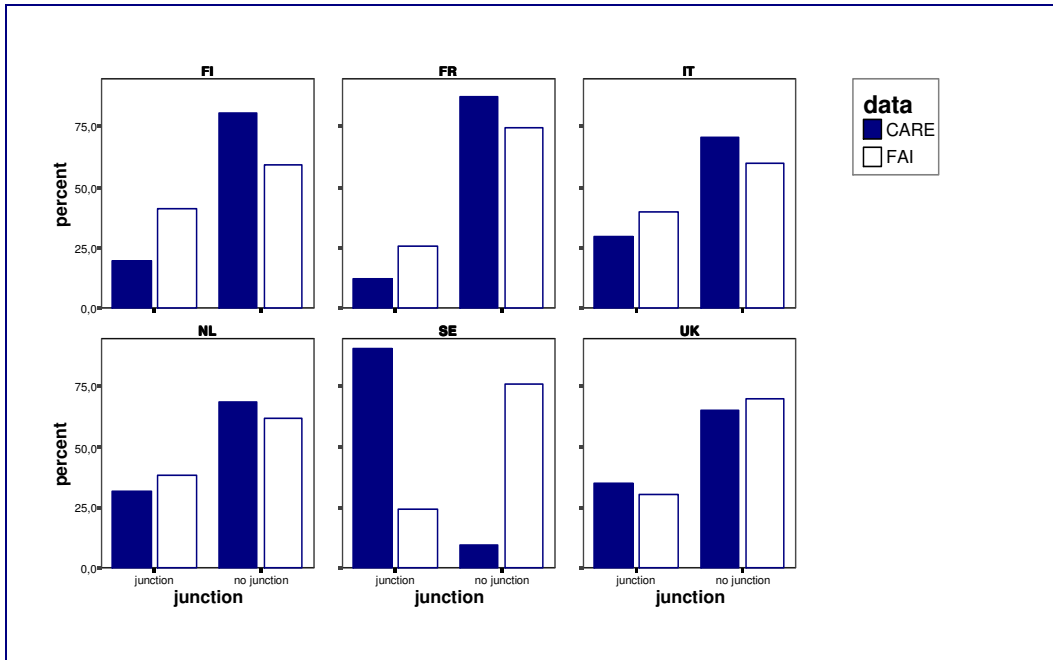 FI FR IT
data
CARE
FAI
percent
75,0
50,0
25,0
0,0
NL SE UK
percent
75,0
50,0
25,0
0,0
junction no junction junction no junction junction no junction
junction junction junction